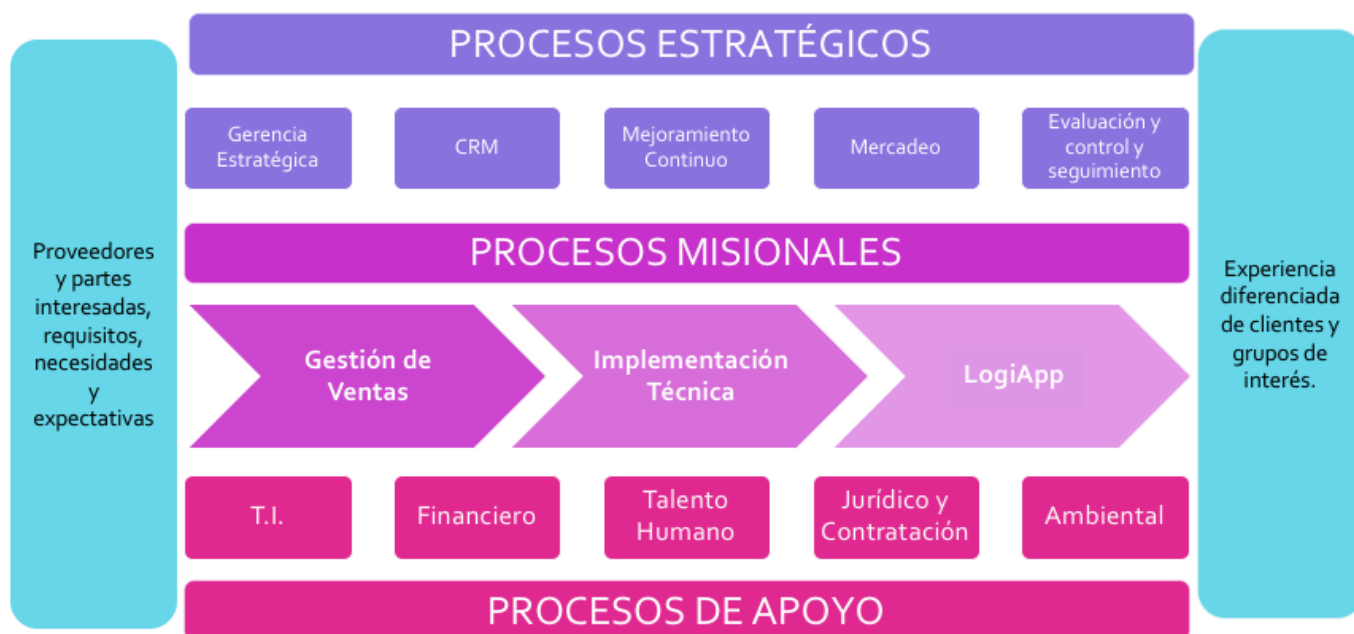 PROCESOS ESTRATÉGICOS
Proveedores
y partes
interesadas,
requisitos,
necesidades
y
expectativas
Gerencia
Estratégica
CRM
Mejoramiento
Continuo
Mercadeo
Evaluación y
control y
seguimiento
PROCESOS MISIONALES
Gestión de
Ventas
Implementación
Técnica
LogiApp
T.I.
Financiero
Talento
Humano
Jurídico y
Contratación
Ambiental
PROCESOS DE APOYO
Experiencia
diferenciada
de clientes y
grupos de
interés.